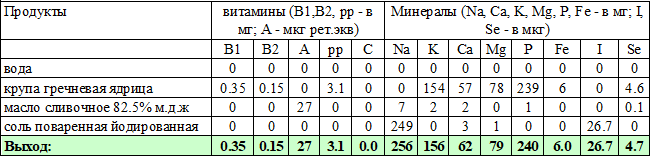 Продукты витамины (B1,B2, pp - в Минералы (Na, Ca, K, Mg, P, Fe - в мг; I,
мг; A - мкг рет.экв) Se - в мкг)
B1 B2 A pp C Na K Ca Mg P Fe I Se
вода 0 0 0 0 0 0 0 0 0 0 0 0 0
крупа гречневая ядрица 0.35 0.15 0 3.1 0 0 154 57 78 239 6 0 4.6
масло сливочное 82.5% м.д.ж 0 0 27 0 0 7 2 2 0 1 0 0 0.1
соль поваренная йодированная 0 0 0 0 0 249 0 3 1 0 0 26.7 0
Выход: 0.35 0.15 27 3.1 0.0 256 156 62 79 240 6.0 26.7 4.7